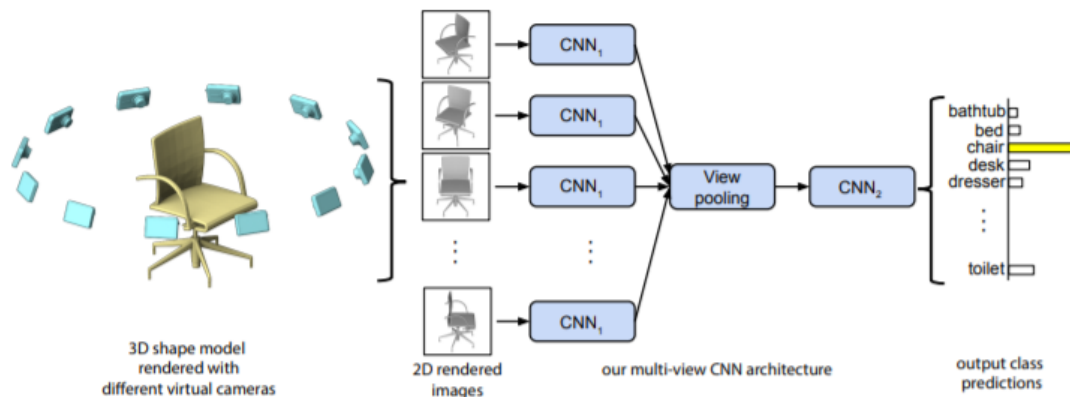 CNN₁
CNN₁
CNN₁
CNN₁
View
pooling
CNN₂
bathtub
bed
chair
desk
dresser
toilet
3D shape model
rendered with
different virtual cameras
2D rendered
images
our multi-view CNN architecture
output class
predictions